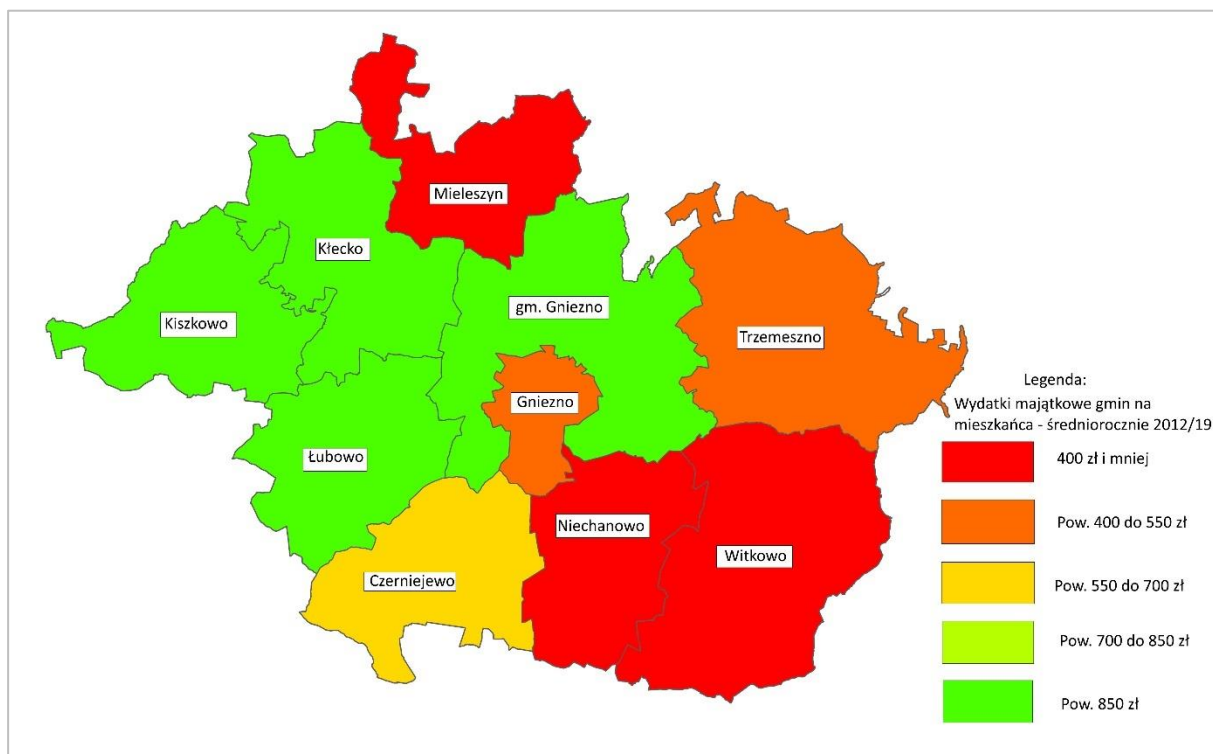 Mieleszyn
Kłecko
Kiszkowo
gm. Gniezno
Trzemeszno
Gniezno
Łubowo
Niechanowo
Witkowo
Czerniejewo
Legenda:
Wydatki majątkowe gmin na
mieszkańca - średniorocznie 2012/19
400 zł i mniej
Pow. 400 do 550 zł
Pow. 550 do 700 zł
Pow. 700 do 850 zł
Pow. 850 zł